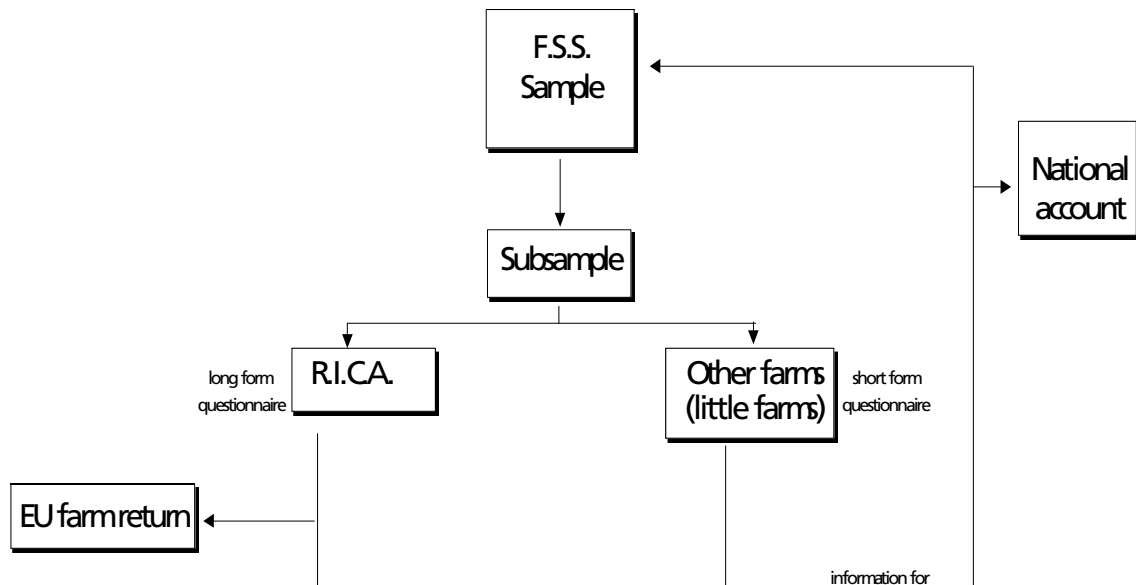 F.S.S.
Sample
National
account
Subsample
R.I.C.A.
long form
questionnaire
Other farms
(little farms)
short form
questionnaire
EU farm return
information for